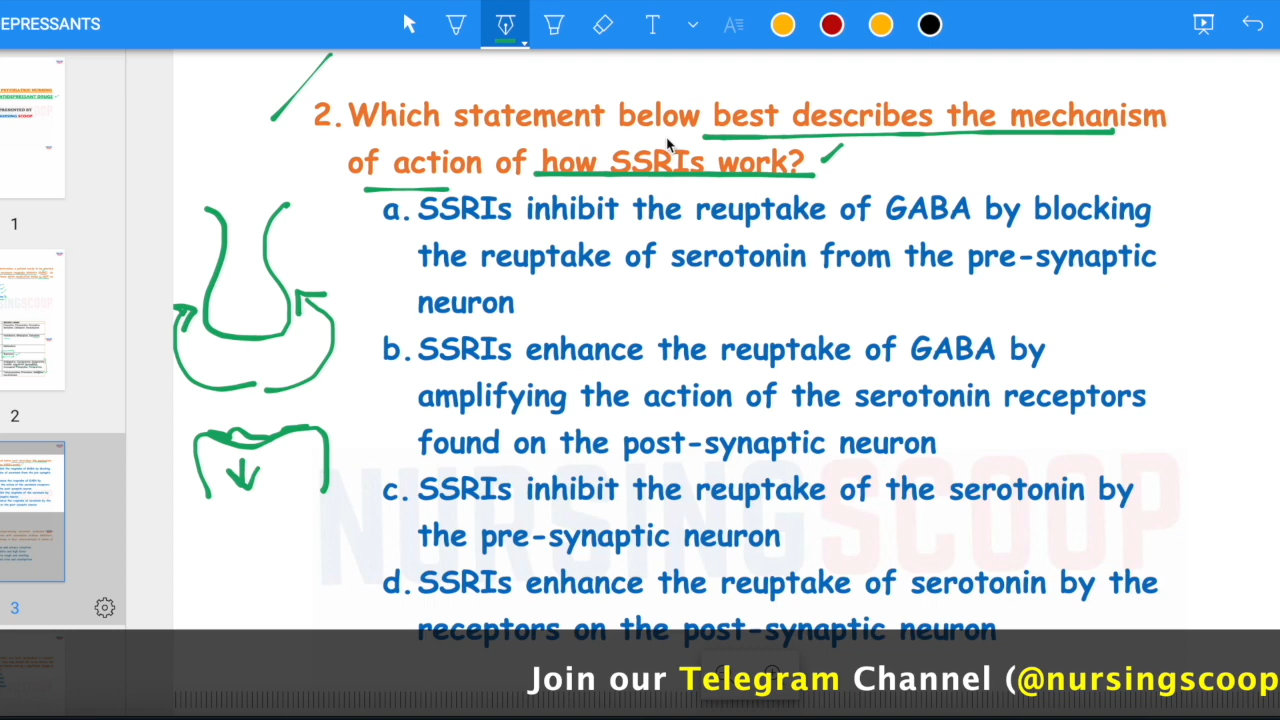 EPRESSANTS
T
A
2. Which statement below best describes the mechanism
of action of how SSRIs work?
a. SSRIs inhibit the reuptake of GABA by blocking
the reuptake of serotonin from the pre-synaptic
neuron
b. SSRIs enhance the reuptake of GABA by
amplifying the action of the serotonin receptors
found on the post-synaptic neuron
c. SSRIs inhibit the reuptake of the serotonin by
the pre-synaptic neuron
d. SSRIs enhance the reuptake of serotonin by the
receptors on the post-synaptic neuron
NURSINGSCOOP
1
2
3
Join our Telegram Channel (@nursingscoop